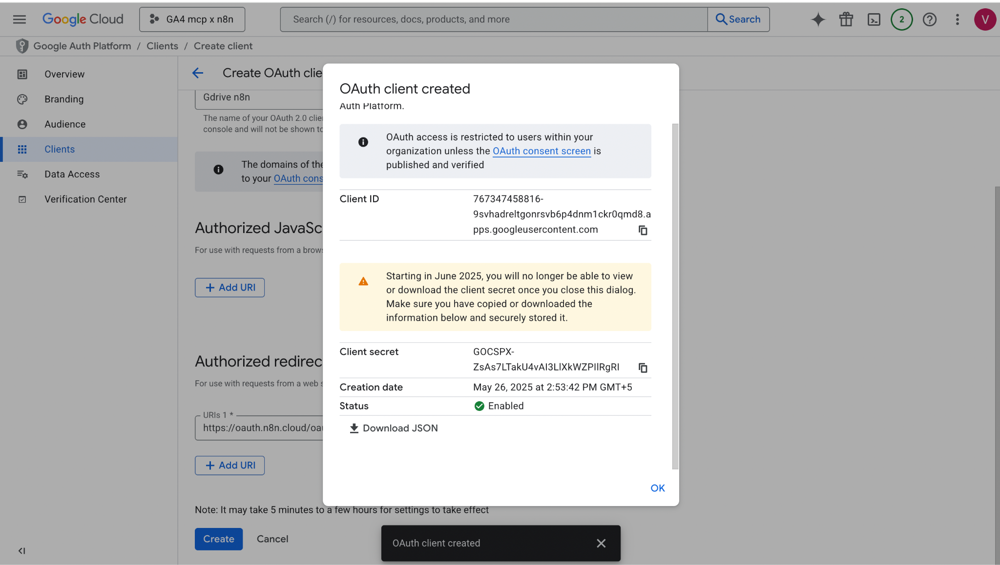 Google Cloud
GA4 mcp x n8n
Search (/) for resources, docs, products, and more
Search
2
V
Google Auth Platform / Clients / Create client
Overview
Branding
Audience
Clients
Data Access
Verification Center
Create OAuth clie
Gdrive n8n
The name of your OAuth 2.0 clie
console and will not be shown to
The domains of the
to your OAuth cons
Authorized JavaSc
For use with requests from a brows
Add URI
Authorized redirec
For use with requests from a web s
URIs 1 *
https://oauth.n8n.cloud/oau
Add URI
Note: It may take 5 minutes to a few hours for settings to take effect
Create
Cancel
OAuth client created
Auth Platform.
OAuth access is restricted to users within your
organization unless the OAuth consent screen is
published and verified
Client ID
767347458816-
9svhadreltgonrsvb6p4dnm1ckr0qmd8.a
pps.googleusercontent.com
Starting in June 2025, you will no longer be able to view
or download the client secret once you close this dialog.
Make sure you have copied or downloaded the
information below and securely stored it.
Client secret
GOCSPX-
ZsAs7LTakU4vAI3LlXkWZPIlRgRI
Creation date
May 26, 2025 at 2:53:42 PM GMT+5
Status
Enabled
Download JSON
OK
OAuth client created